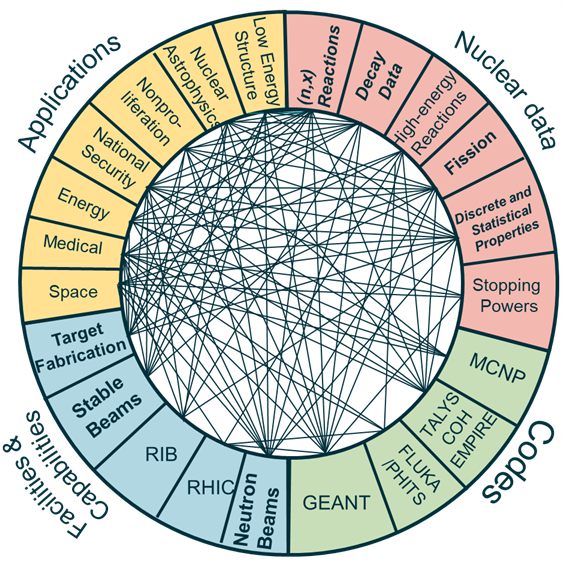 Applications
Nuclear data
Low Energy
Structure
Nuclear
Astrophysics
Nonpro-
liferation
National
Security
Energy
Medical
Space
(n,x)
Reactions
Decay
Data
High-energy
Reactions
Fission
Discrete and
Statistical
Properties
Stopping
Powers
MCNP
TALYS
COH
EMPIRE
FLUKA
/PHITS
GEANT
Codes
Target
Fabrication
Stable
Beams
RIB
RHIC
Neutron
Beams
Facilities &
Capabilities